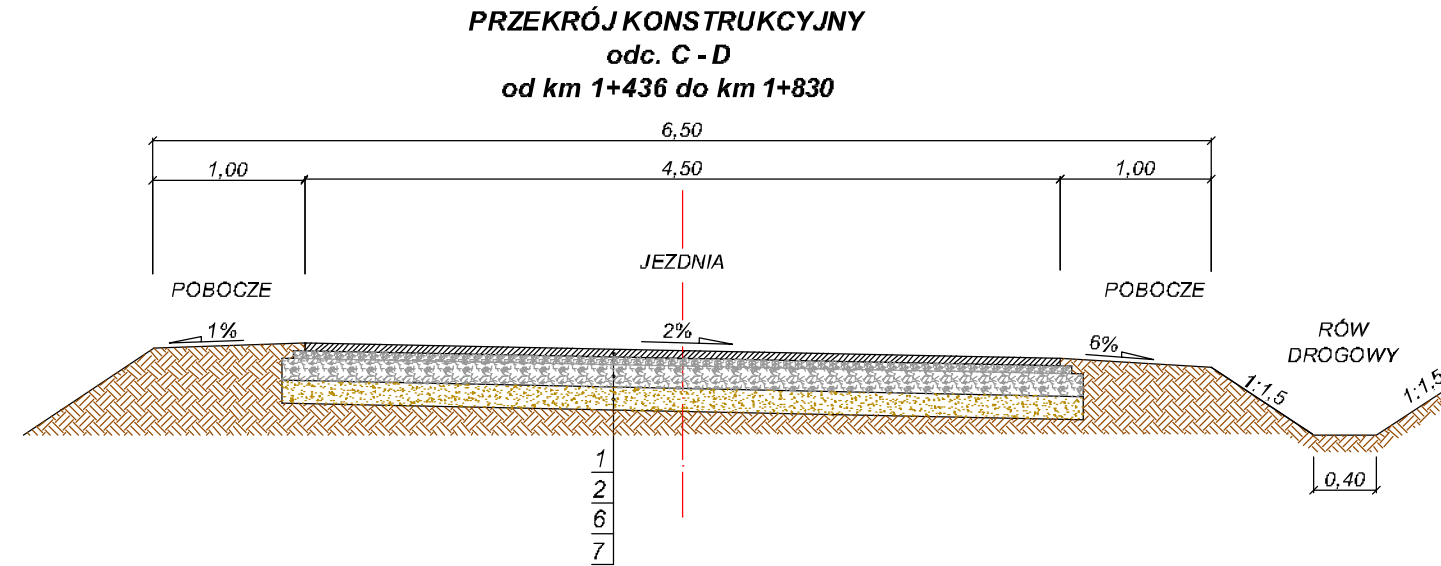 PRZEKRÓJ KONSTRUKCYJNY
odc. C - D
od km 1+436 do km 1+830
6,50
1,00
4,50
1,00
JEZDNIA
POBOCZE
POBOCZE
1%
2%
6%
RÓW
DROGOWY
1:1,5
1:1,5
0,40
1
2
6
7